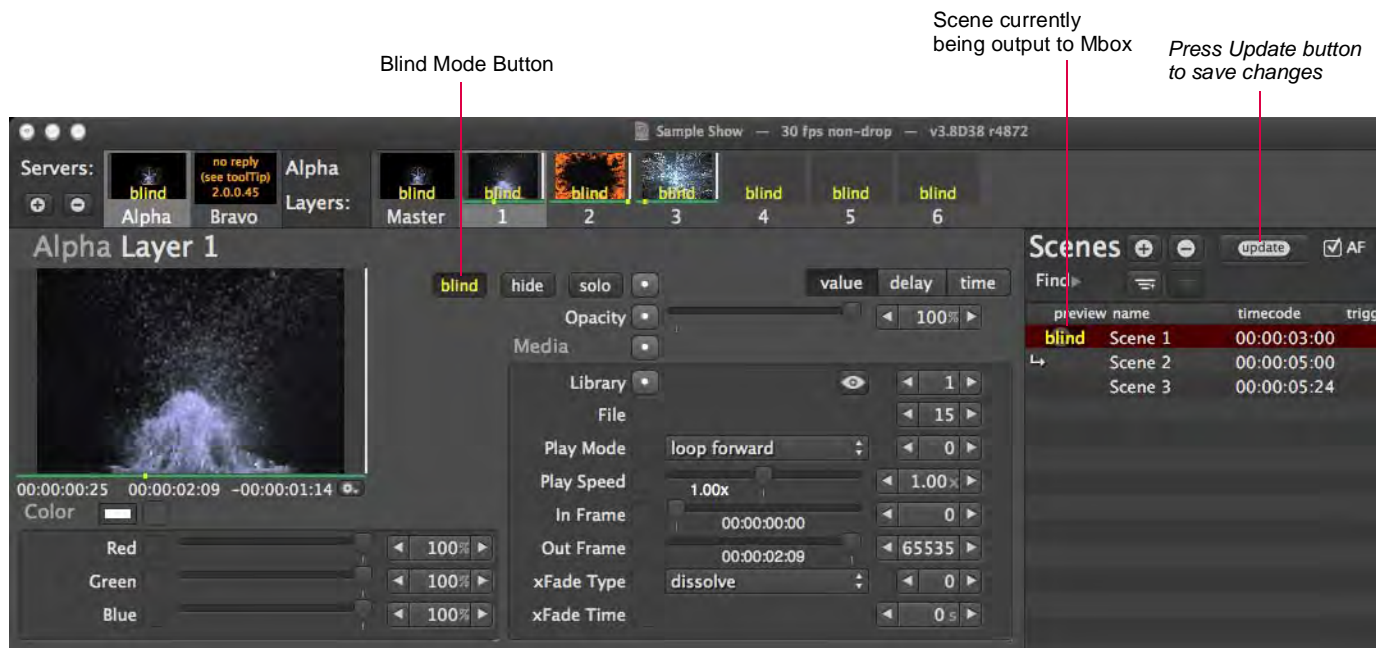 Scene currently
being output to Mbox
Press Update button
to save changes
Blind Mode Button
Sample Show — 30 fps non-drop — v3.8D38 r4872
Servers:
blind
Alpha
no reply
(see toolTip)
2.0.0.45
Bravo
Alpha
Layers:
blind
Master
blind
1
blind
2
blind
3
blind
4
blind
5
blind
6
Alpha Layer 1
blind hide solo value delay time
Opacity 100%
Media
Library 1
File 15
Play Mode loop forward 0
Play Speed 1.00x 1.00x
In Frame 00:00:00:00 0
Out Frame 00:00:02:09 65535
xFade Type dissolve 0
xFade Time 0 s
00:00:00:25 00:00:02:09 -00:00:01:14
Color
Red 100%
Green 100%
Blue 100%
Scenes update AF
Find
preview name timecode trigg
blind Scene 1 00:00:03:00
Scene 2 00:00:05:00
Scene 3 00:00:05:24